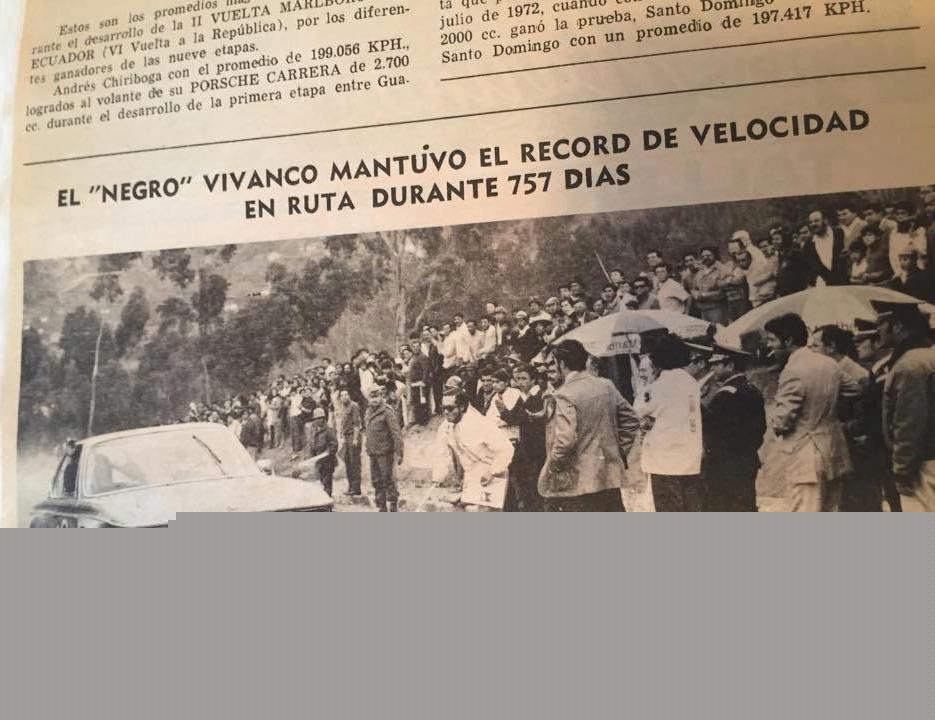 Estos son los promedios
rante el desarrollo de la II VUELTA
ECUADOR (VI Vuelta a la República), por los diferen-
tes ganadores de las nueve etapas.
Andrés Chiriboga con el promedio de 199.056 KPH.,
logrados al volante de su PORSCHE CARRERA de 2.700
cc. durante el desarrollo de la primera etapa entre Gua-
ta que
julio de 1972, cuando
2000 cc. ganó la prueba, Santo Domingo
Santo Domingo con un promedio de 197.417 KPH.
EL "NEGRO" VIVANCO MANTÚVO EL RECORD DE VELOCIDAD
EN RUTA DURANTE 757 DIAS